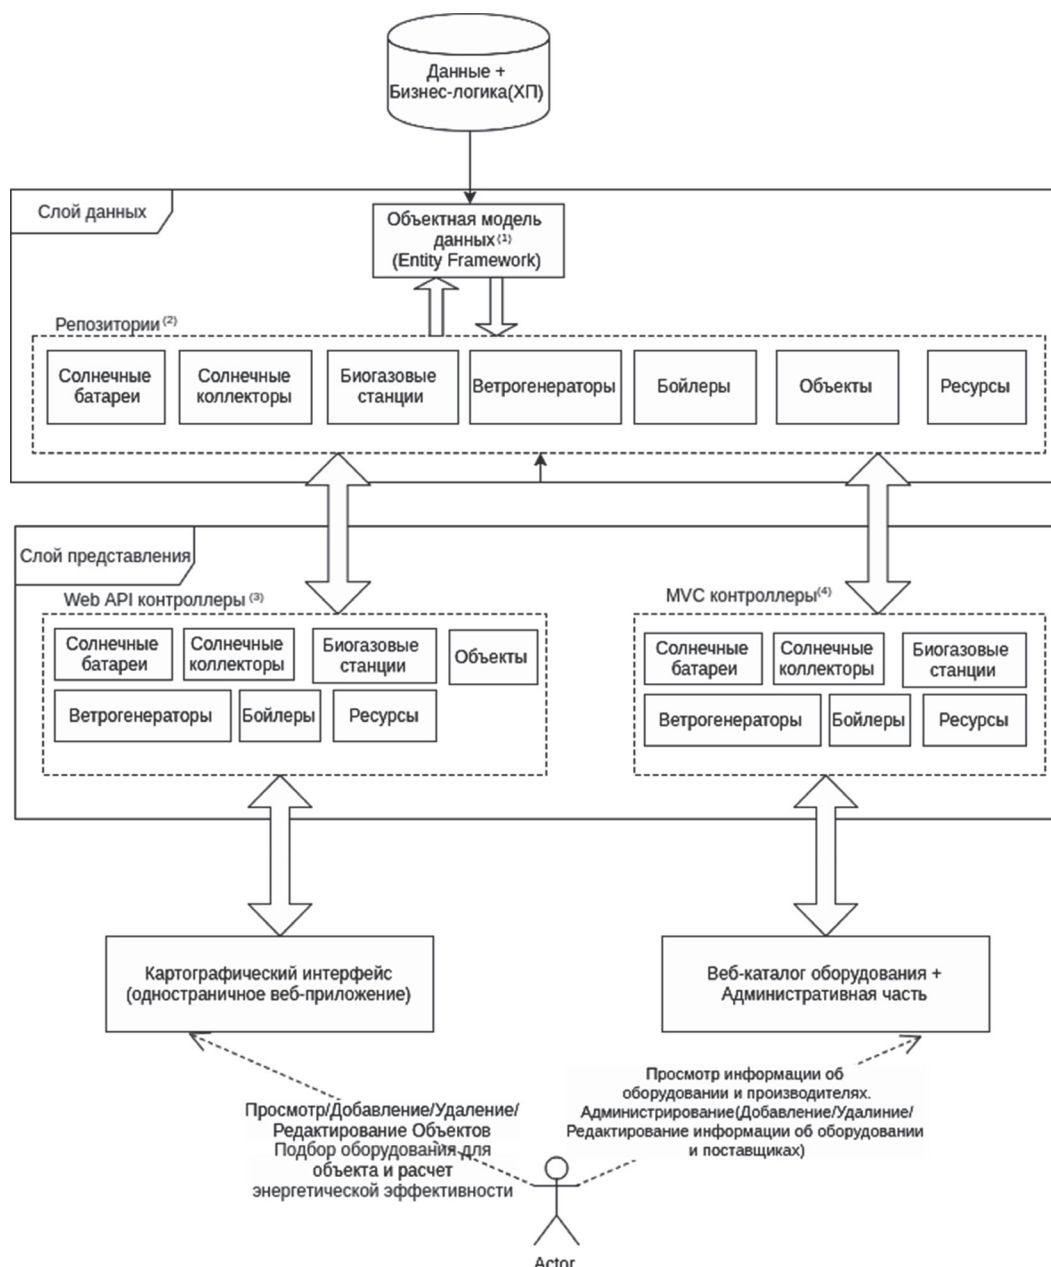 Данные +
Бизнес-логика(ХП)
Слой данных
Объектная модель
данных(1)
(Entity Framework)
Репозитории(2)
Солнечные
батареи
Солнечные
коллекторы
Биогазовые
станции
Ветрогенераторы
Бойлеры
Объекты
Ресурсы
Слой представления
Web API контроллеры(3)
Солнечные
батареи
Солнечные
коллекторы
Биогазовые
станции
Объекты
Ветрогенераторы
Бойлеры
Ресурсы
MVC контроллеры(4)
Солнечные
батареи
Солнечные
коллекторы
Биогазовые
станции
Ветрогенераторы
Бойлеры
Ресурсы
Картографический интерфейс
(одностраничное веб-приложение)
Веб-каталог оборудования +
Административная часть
Просмотр/Добавление/Удаление/
Редактирование Объектов
Подбор оборудования для
объекта и расчет
энергетической эффективности
Просмотр информации об
оборудовании и производителях.
Администрирование(Добавление/Удалиние/
Редактирование информации об оборудовании
и поставщиках)
Actor